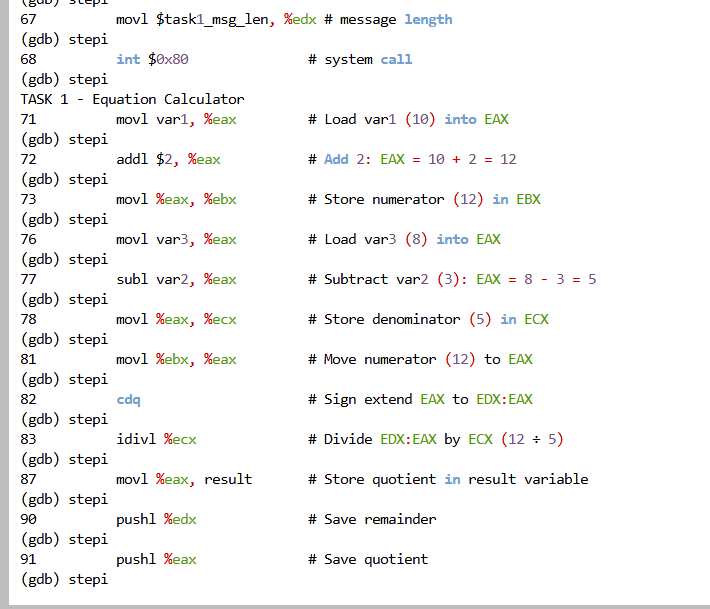 (gdb) stepi
67 movl $task1_msg_len, %edx # message length
(gdb) stepi
68 int $0x80 # system call
(gdb) stepi
TASK 1 - Equation Calculator
71 movl var1, %eax # Load var1 (10) into EAX
(gdb) stepi
72 addl $2, %eax # Add 2: EAX = 10 + 2 = 12
(gdb) stepi
73 movl %eax, %ebx # Store numerator (12) in EBX
(gdb) stepi
76 movl var3, %eax # Load var3 (8) into EAX
(gdb) stepi
77 subl var2, %eax # Subtract var2 (3): EAX = 8 - 3 = 5
(gdb) stepi
78 movl %eax, %ecx # Store denominator (5) in ECX
(gdb) stepi
81 movl %ebx, %eax # Move numerator (12) to EAX
(gdb) stepi
82 cdq # Sign extend EAX to EDX:EAX
(gdb) stepi
83 idivl %ecx # Divide EDX:EAX by ECX (12 ÷ 5)
(gdb) stepi
87 movl %eax, result # Store quotient in result variable
(gdb) stepi
90 pushl %edx # Save remainder
(gdb) stepi
91 pushl %eax # Save quotient
(gdb) stepi